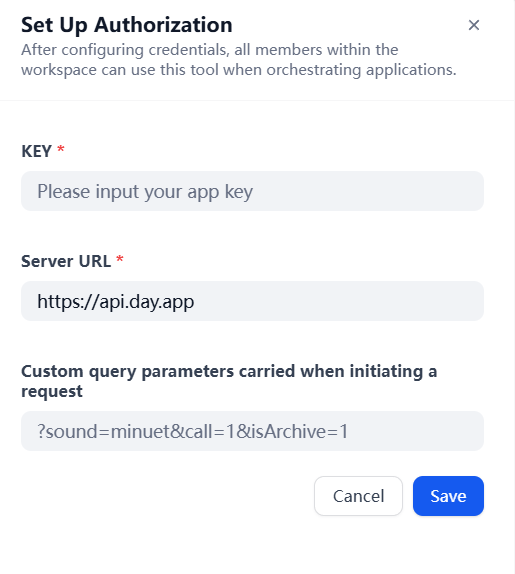 Set Up Authorization
After configuring credentials, all members within the
workspace can use this tool when orchestrating applications.
KEY *
Please input your app key
Server URL *
https://api.day.app
Custom query parameters carried when initiating a
request
?sound=minuet&call=1&isArchive=1
Cancel Save